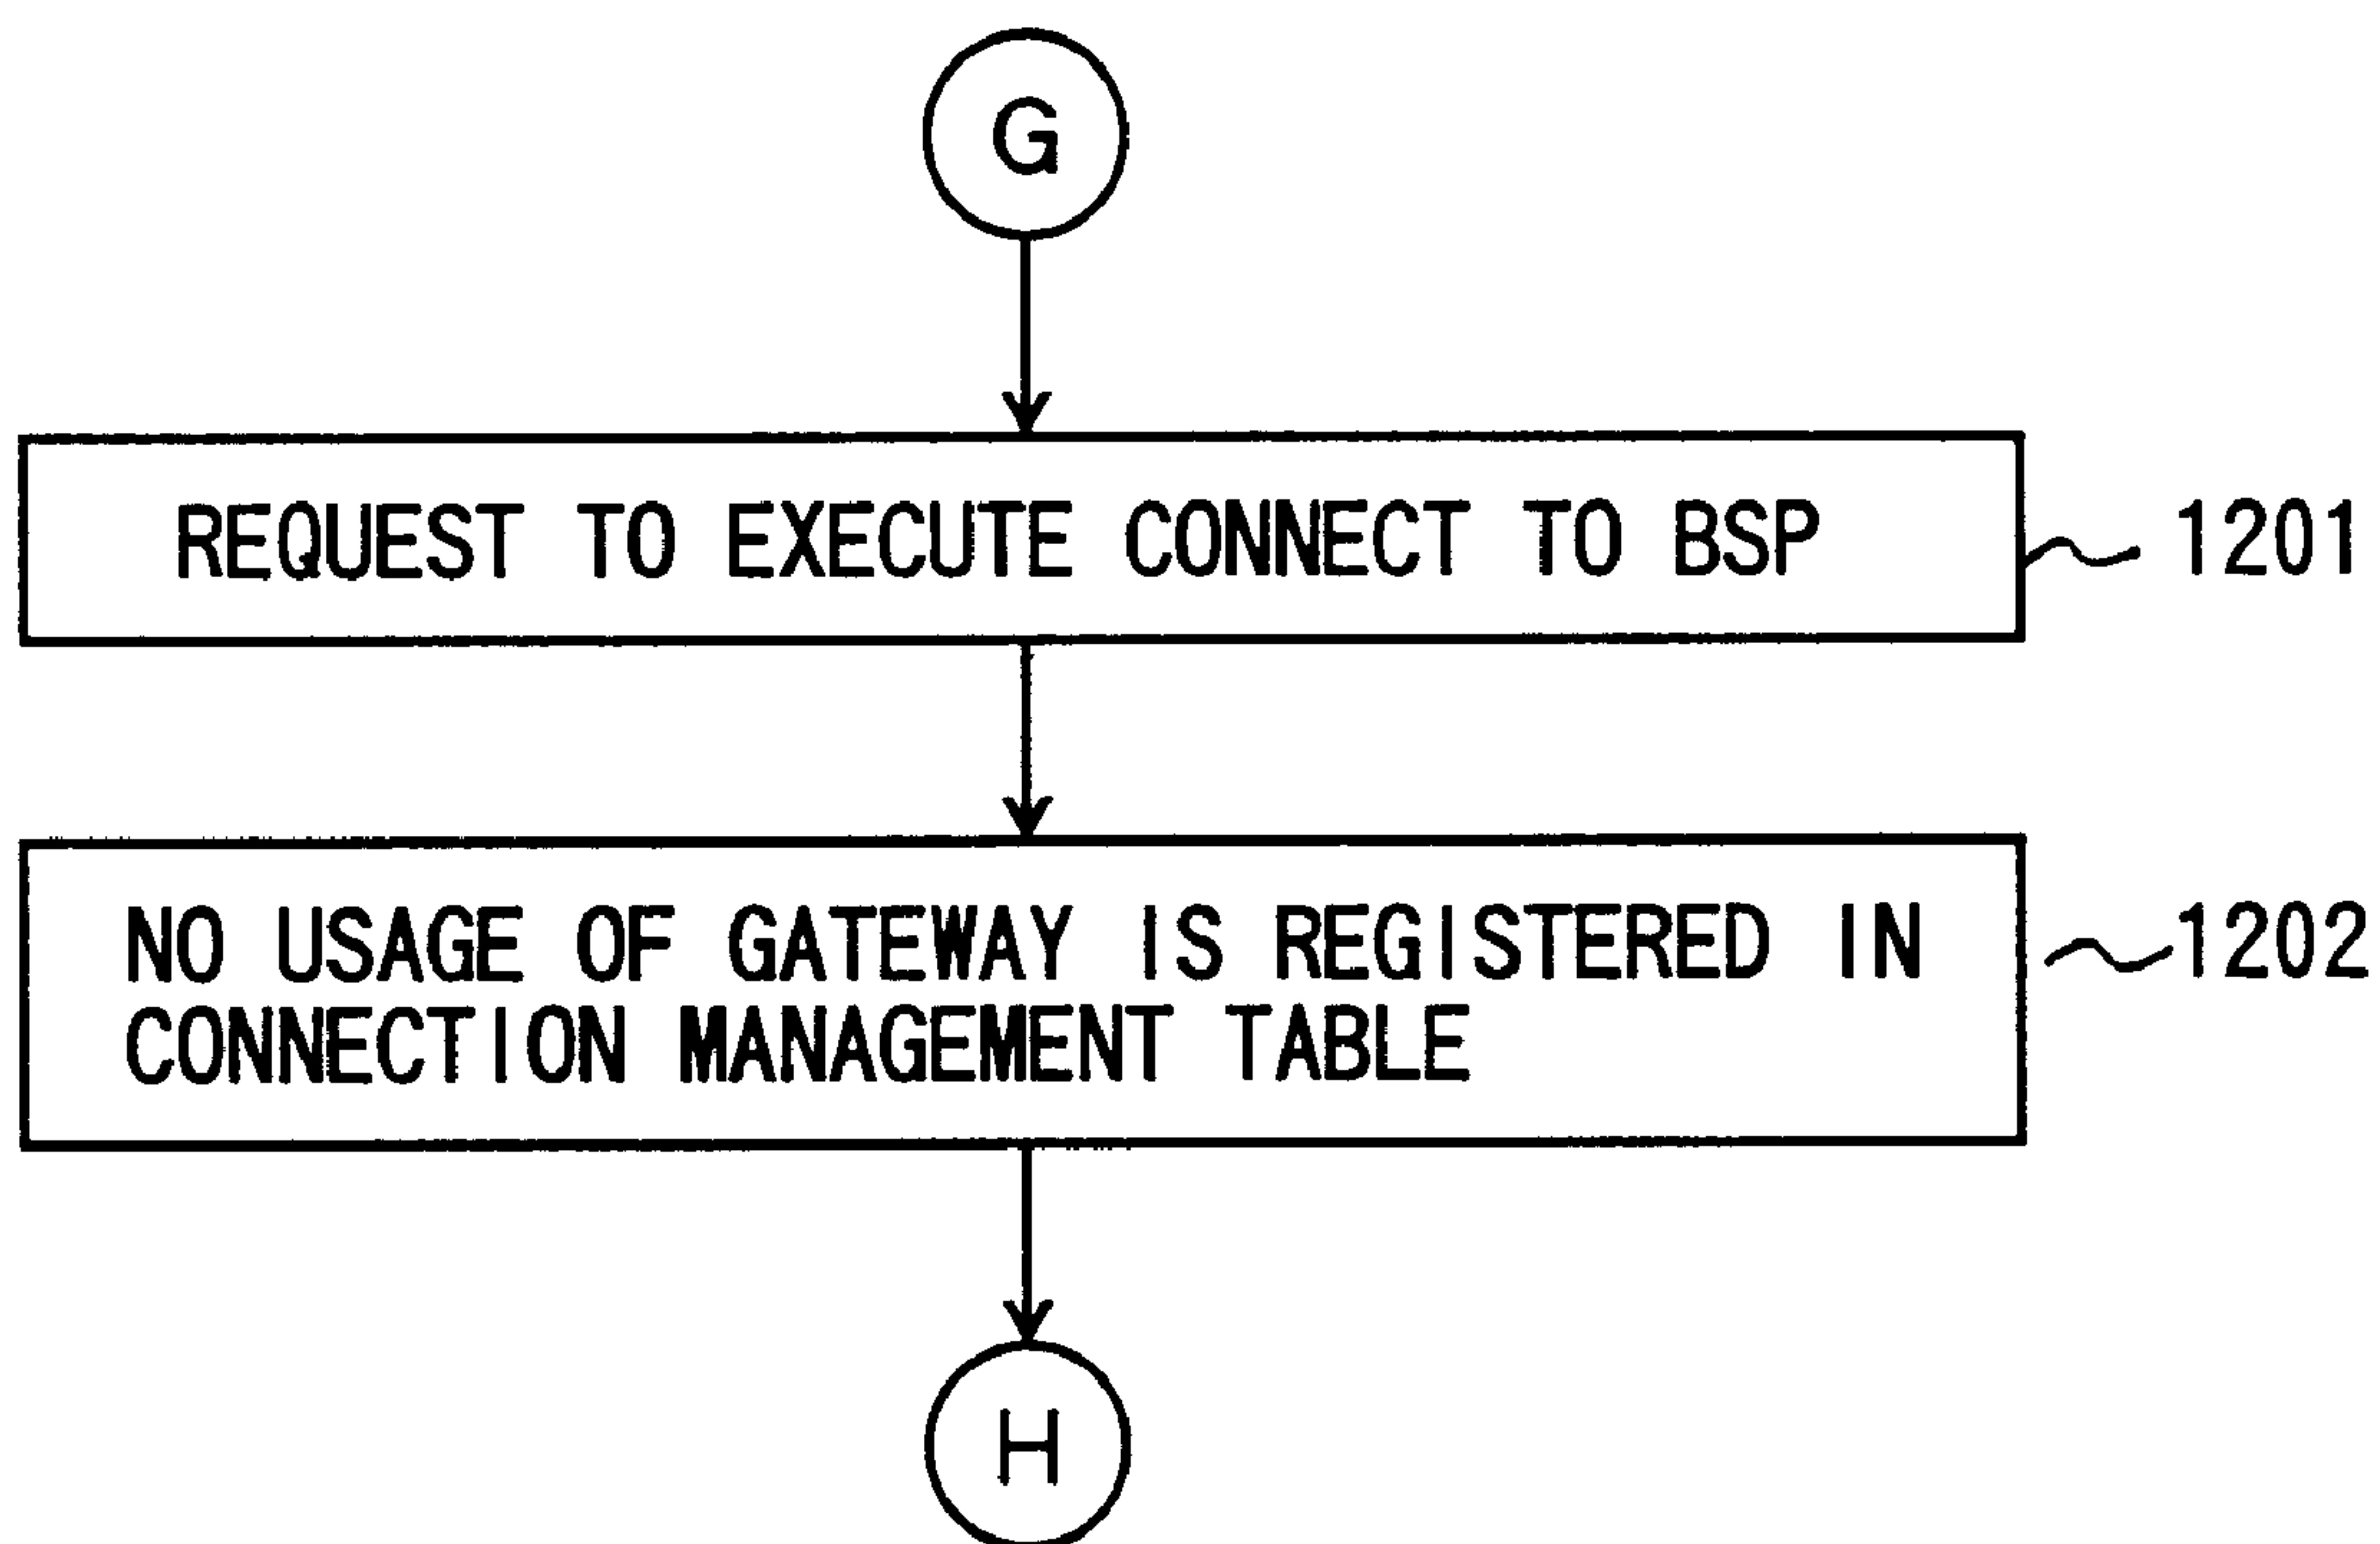 G
REQUEST TO EXECUTE CONNECT TO BSP
1201
NO USAGE OF GATEWAY IS REGISTERED IN
CONNECTION MANAGEMENT TABLE
1202
H